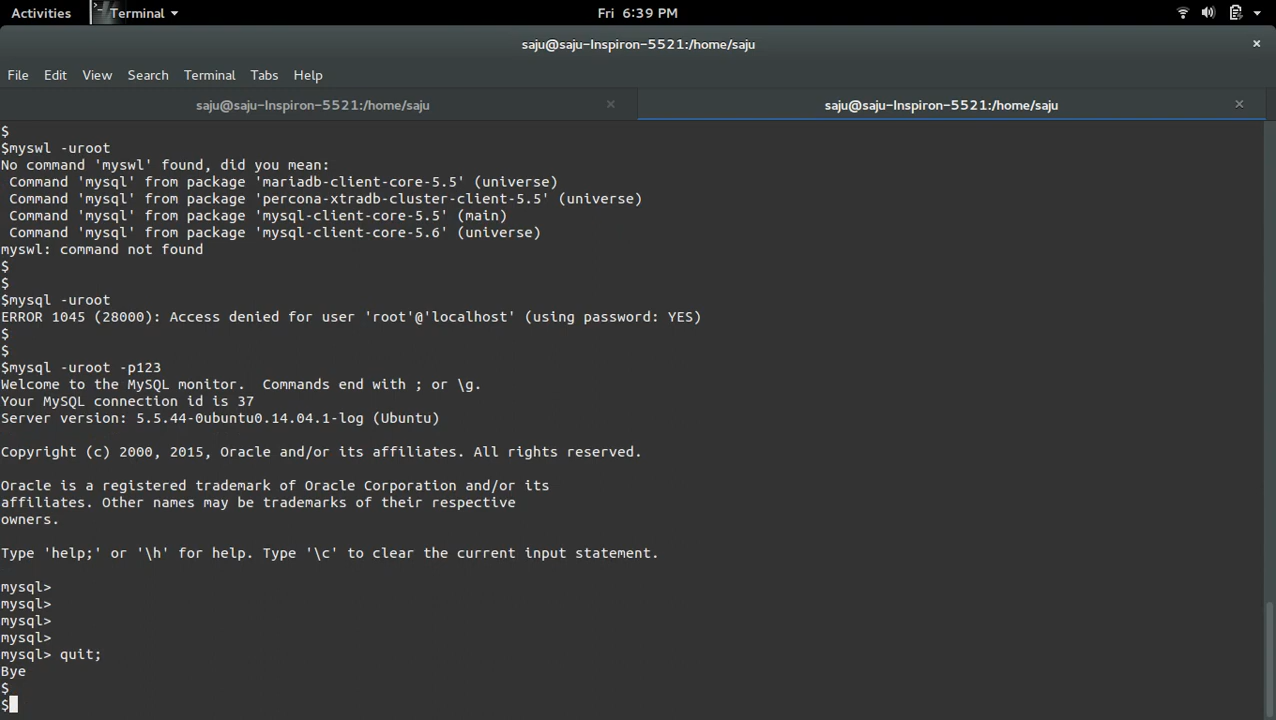 Activities Terminal Fri 6:39 PM
saju@saju-Inspiron-5521:/home/saju
File Edit View Search Terminal Tabs Help
saju@saju-Inspiron-5521:/home/saju saju@saju-Inspiron-5521:/home/saju
$
$myswl -uroot
No command 'myswl' found, did you mean:
 Command 'mysql' from package 'mariadb-client-core-5.5' (universe)
 Command 'mysql' from package 'percona-xtradb-cluster-client-5.5' (universe)
 Command 'mysql' from package 'mysql-client-core-5.5' (main)
 Command 'mysql' from package 'mysql-client-core-5.6' (universe)
myswl: command not found
$
$
$mysql -uroot
ERROR 1045 (28000): Access denied for user 'root'@'localhost' (using password: YES)
$
$
$mysql -uroot -p123
Welcome to the MySQL monitor.  Commands end with ; or \g.
Your MySQL connection id is 37
Server version: 5.5.44-0ubuntu0.14.04.1-log (Ubuntu)

Copyright (c) 2000, 2015, Oracle and/or its affiliates. All rights reserved.

Oracle is a registered trademark of Oracle Corporation and/or its
affiliates. Other names may be trademarks of their respective
owners.

Type 'help;' or '\h' for help. Type '\c' to clear the current input statement.

mysql>
mysql>
mysql>
mysql>
mysql> quit;
Bye
$
$